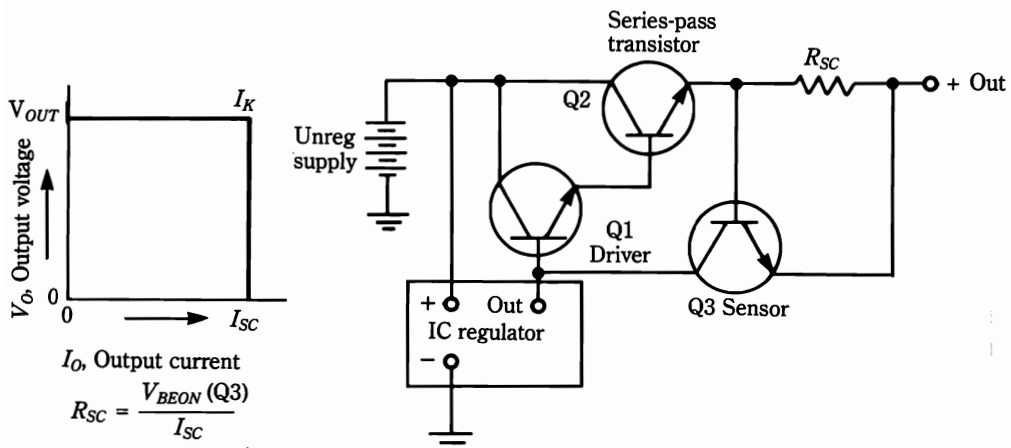 Series-pass
transistor
R_SC
V_OUT
I_K
Q2
+ Out
Unreg
supply
V_O, Output voltage
Q1
Driver
Q3 Sensor
0
0
I_SC
+ Out
IC regulator
−
I_O, Output current
R_SC = V_BEON (Q3) / I_SC